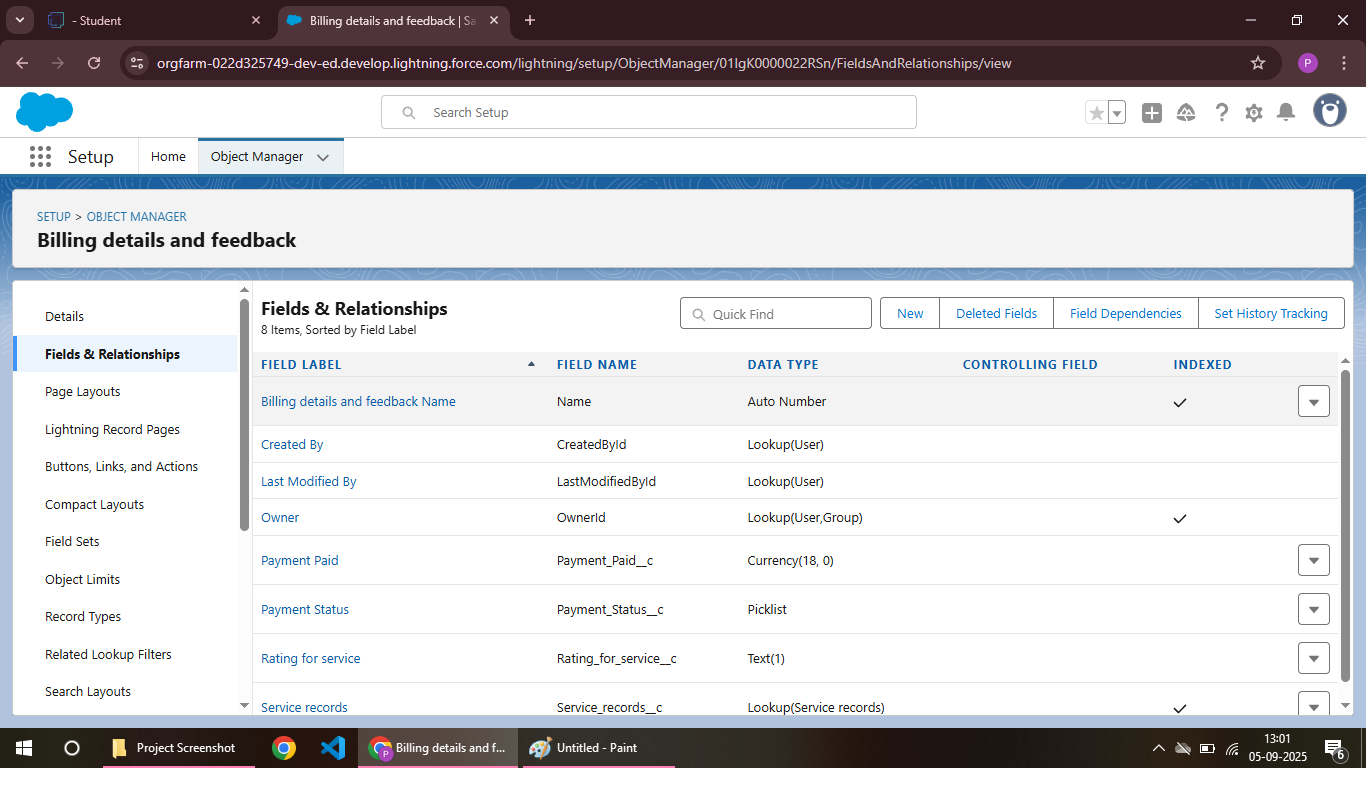 - Student
Billing details and feedback | Sa
orgfarm-022d325749-dev-ed.develop.lightning.force.com/lightning/setup/ObjectManager/01IgK0000022RSn/FieldsAndRelationships/view
P
Search Setup
Setup
Home
Object Manager
SETUP > OBJECT MANAGER
Billing details and feedback
Details
Fields & Relationships
Page Layouts
Lightning Record Pages
Buttons, Links, and Actions
Compact Layouts
Field Sets
Object Limits
Record Types
Related Lookup Filters
Search Layouts
Fields & Relationships
8 Items, Sorted by Field Label
Quick Find
New
Deleted Fields
Field Dependencies
Set History Tracking
FIELD LABEL FIELD NAME DATA TYPE CONTROLLING FIELD INDEXED
Billing details and feedback Name Name Auto Number
Created By CreatedById Lookup(User)
Last Modified By LastModifiedById Lookup(User)
Owner OwnerId Lookup(User,Group)
Payment Paid Payment_Paid__c Currency(18, 0)
Payment Status Payment_Status__c Picklist
Rating for service Rating_for_service__c Text(1)
Service records Service_records__c Lookup(Service records)
Project Screenshot
P
Billing details and f...
Untitled - Paint
13:01
05-09-2025
6